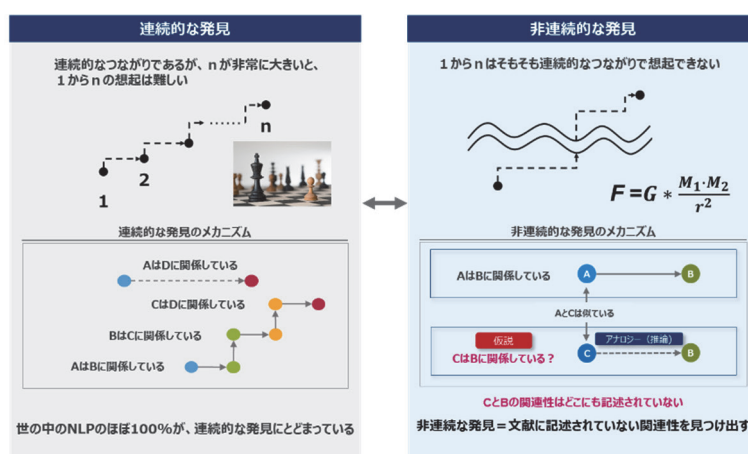 連続的な発見
連続的なつながりであるが、nが非常に大きいと、
1からnの想起は難しい
n
2
1
連続的な発見のメカニズム
AはDに関係している
CはDに関係している
BはCに関係している
AはBに関係している
世の中のNLPのほぼ100%が、連続的な発見にとどまっている
非連続的な発見
1からnはそもそも連続的なつながりで想起できない
F=G*M₁·M₂/r²
非連続的な発見のメカニズム
AはBに関係している
A
B
AとCは似ている
仮説
アナロジー（推論）
CはBに関係している？
C
B
CとBの関連性はどこにも記述されていない
非連続な発見＝文献に記述されていない関連性を見つけ出す